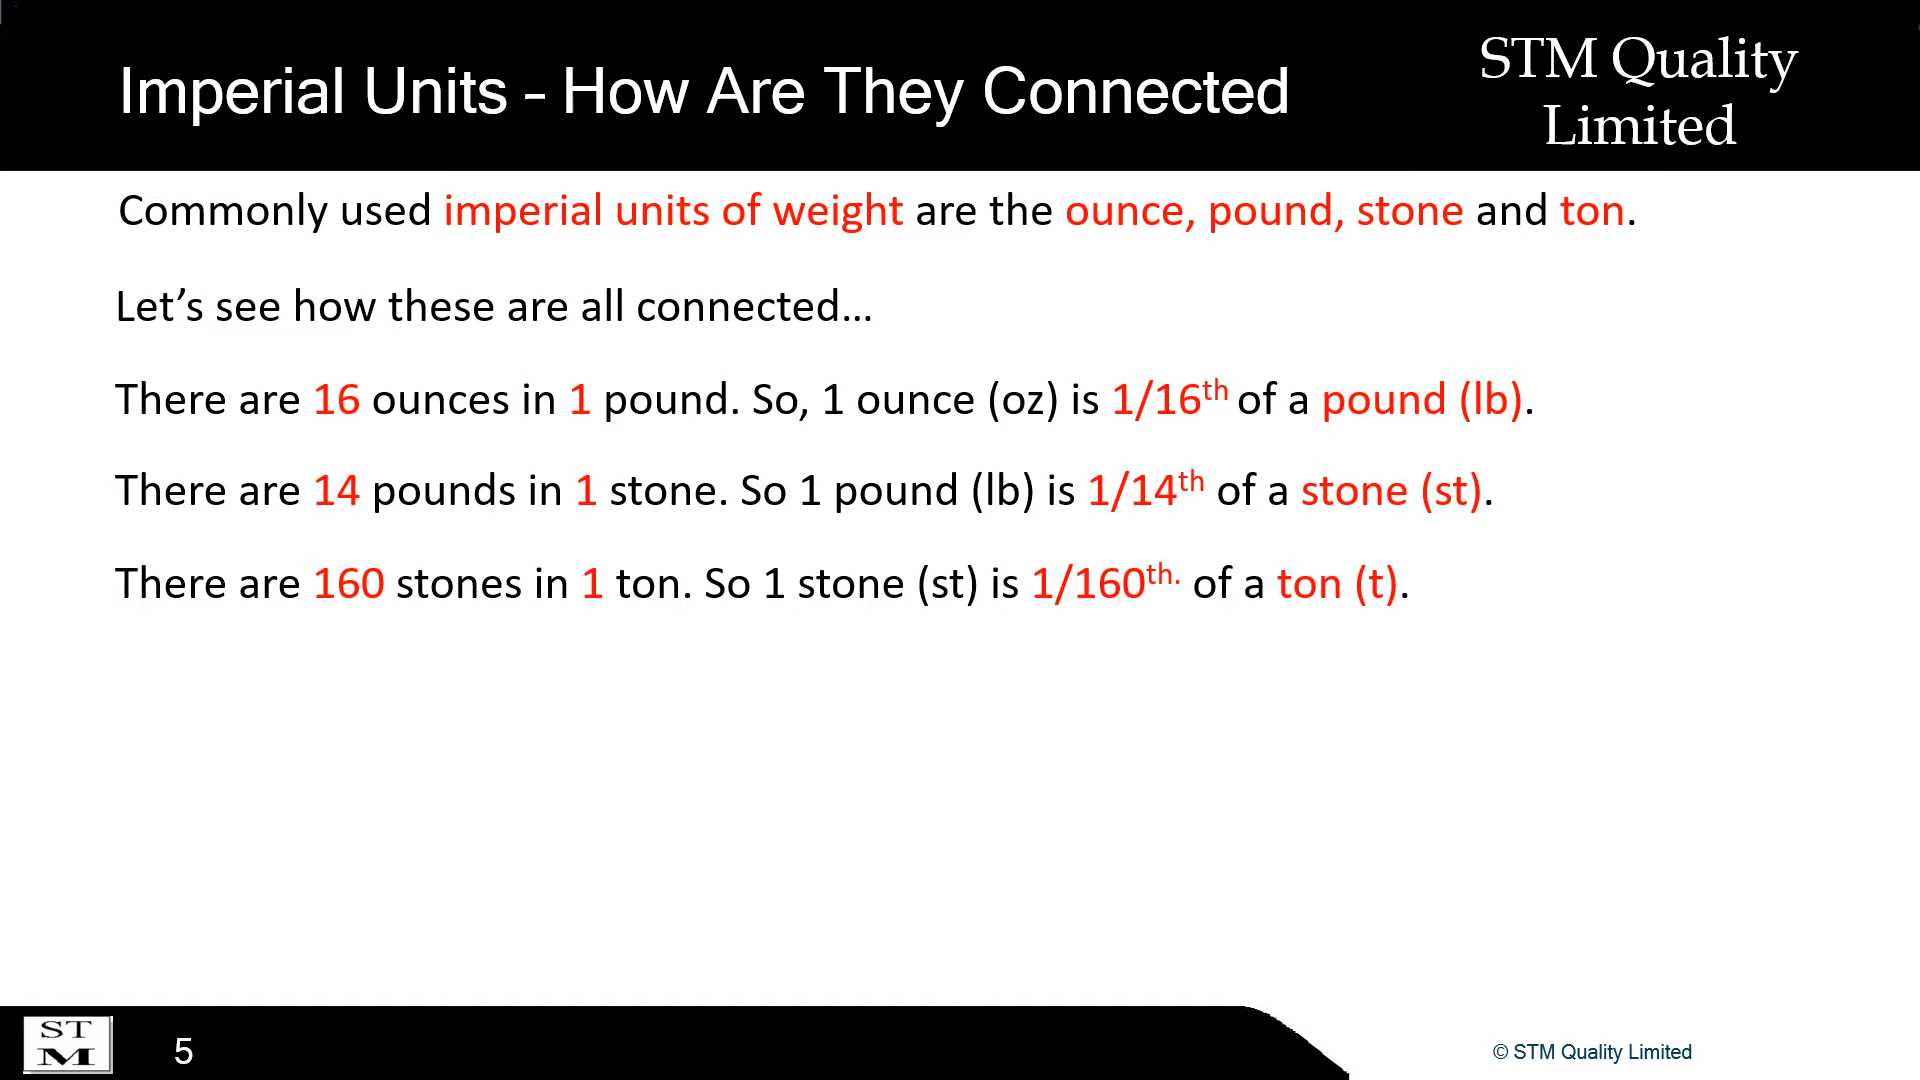 Imperial Units – How Are They Connected
STM Quality
Limited
Commonly used imperial units of weight are the ounce, pound, stone and ton.
Let’s see how these are all connected…
There are 16 ounces in 1 pound. So, 1 ounce (oz) is 1/16th of a pound (lb).
There are 14 pounds in 1 stone. So 1 pound (lb) is 1/14th of a stone (st).
There are 160 stones in 1 ton. So 1 stone (st) is 1/160th. of a ton (t).
ST
M
5
© STM Quality Limited